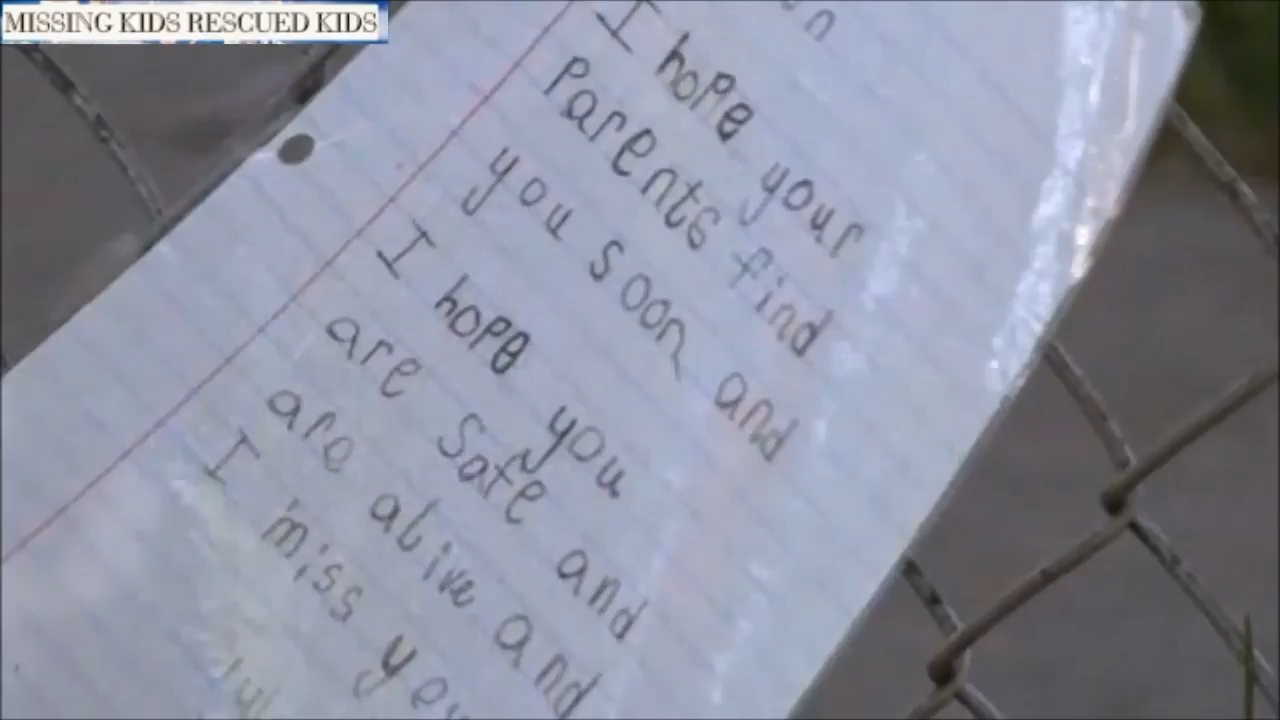 MISSING KIDS RESCUED KIDS
I hope your
Parents find
you soon and
I hope you
are Safe and
are alive and
I miss